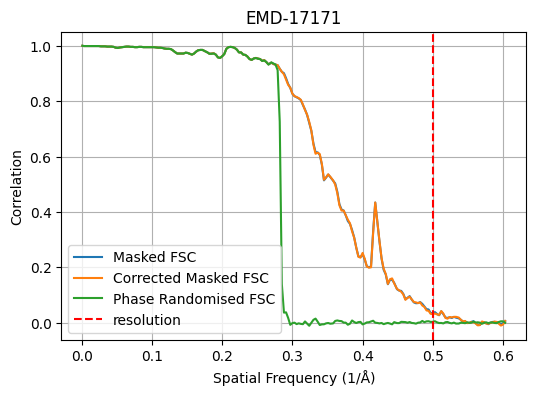 EMD-17171
1.0
0.8
0.6
0.4
0.2
0.0
Correlation
Masked FSC
Corrected Masked FSC
Phase Randomised FSC
resolution
0.0 0.1 0.2 0.3 0.4 0.5 0.6
Spatial Frequency (1/Å)